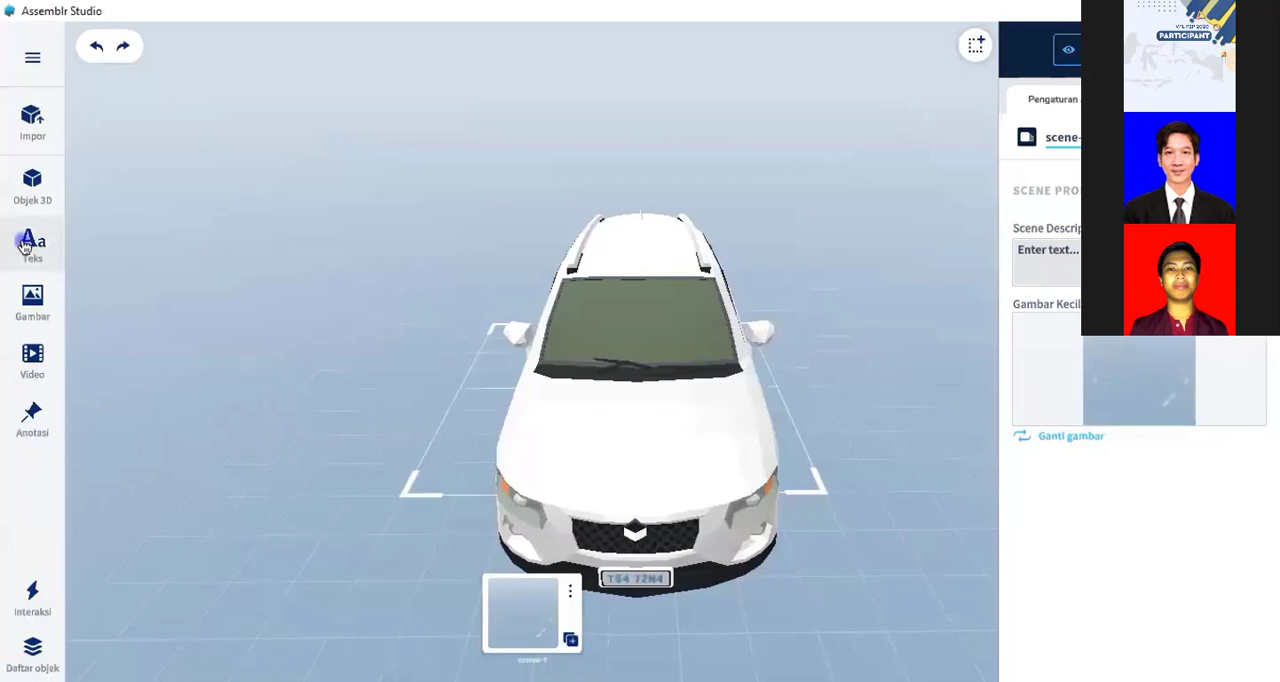 Assemblr Studio
Impor
Objek 3D
Teks
Gambar
Video
Anotasi
Interaksi
Daftar objek
Pengaturan
scene-
SCENE PRO
Scene Descrip
Enter text...
Gambar Kecil
Ganti gambar
PARTICIPANT